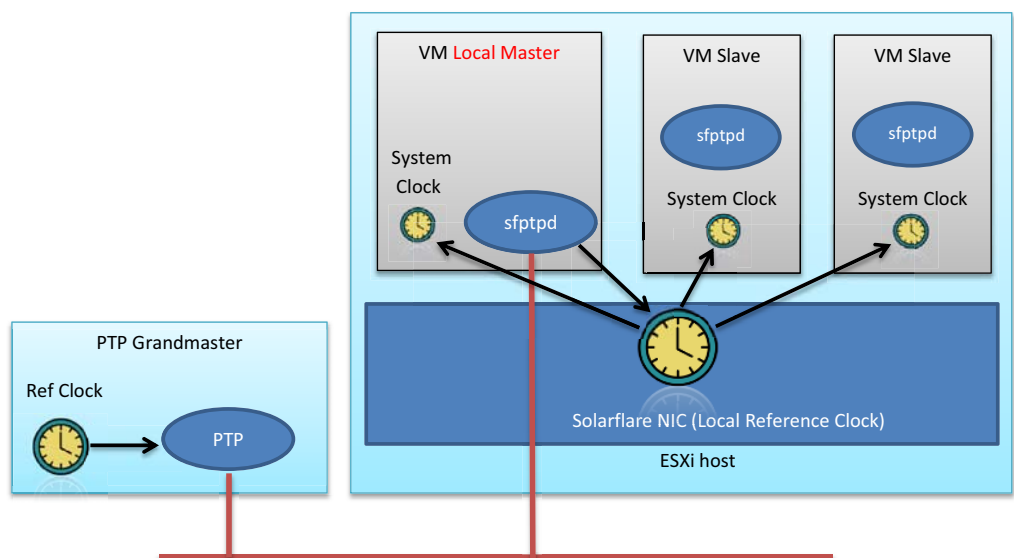 VM Local Master
VM Slave
VM Slave
sfptpd
sfptpd
System
Clock
System Clock
System Clock
sfptpd
PTP Grandmaster
Ref Clock
PTP
Solarflare NIC (Local Reference Clock)
ESXi host